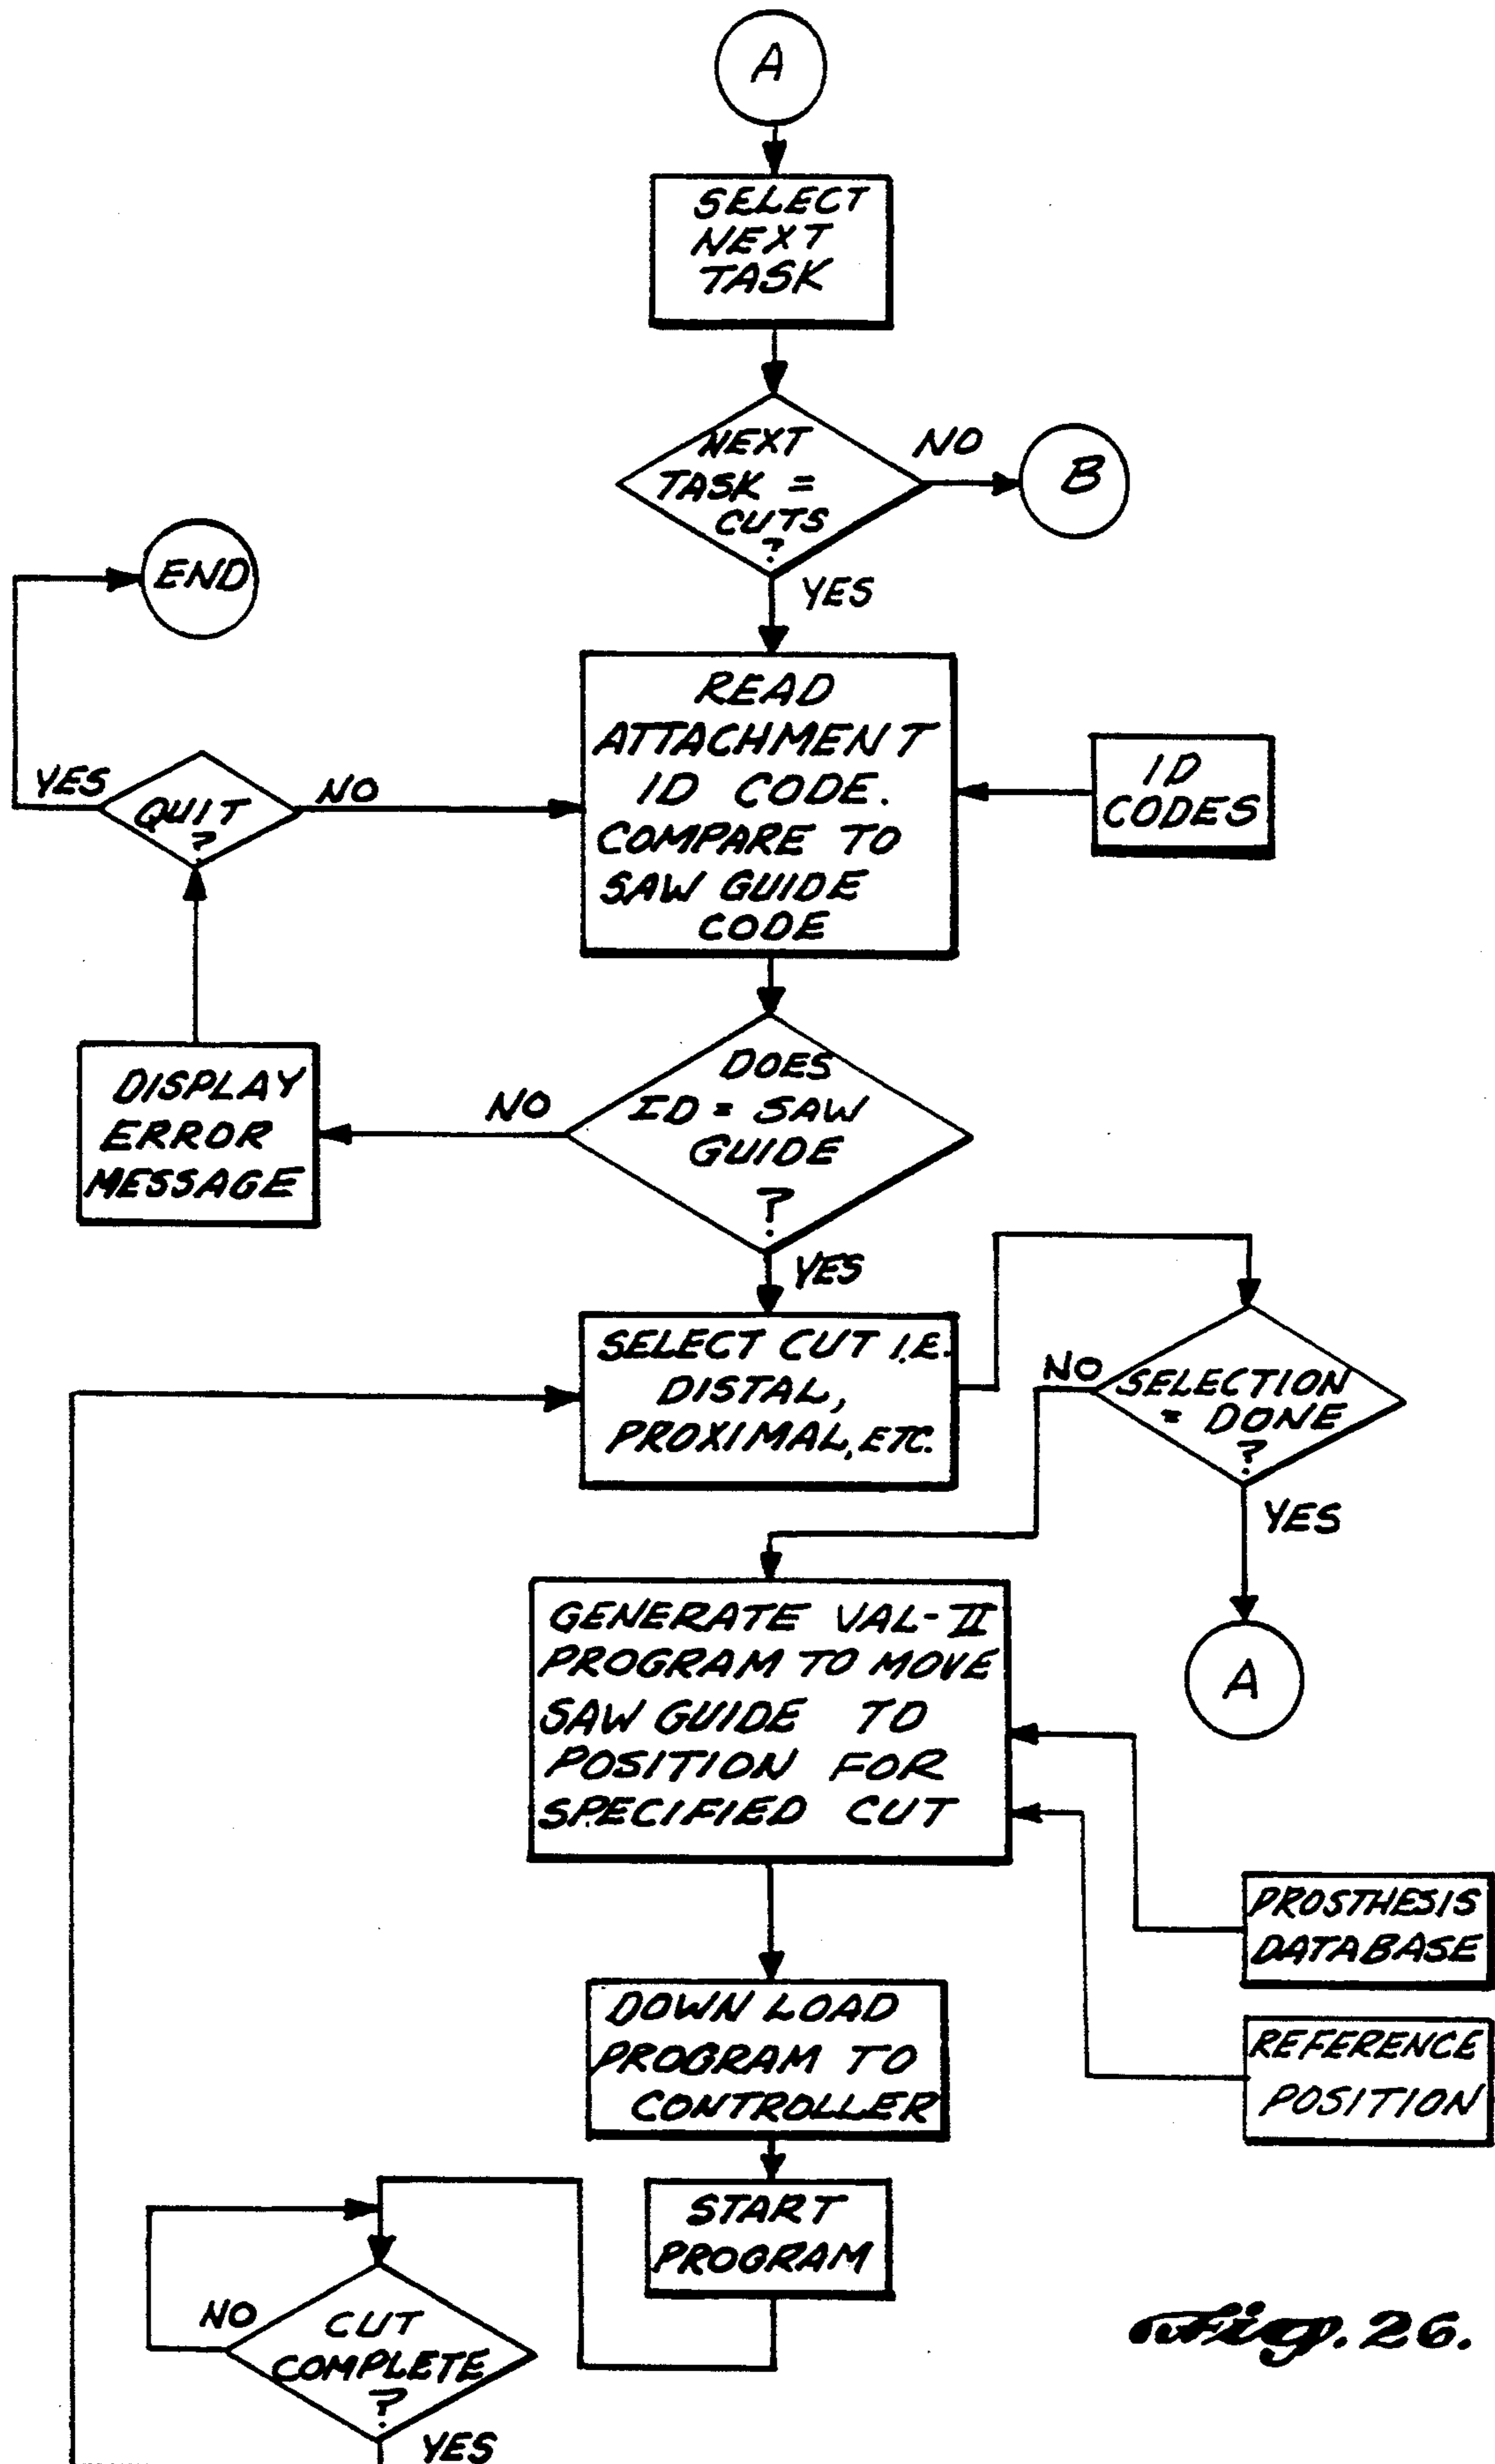 A
SELECT
NEXT
TASK
NEXT
TASK =
CUTS
?
NO
B
YES
END
READ
ATTACHMENT
ID CODE.
COMPARE TO
SAW GUIDE
CODE
ID
CODES
YES
QUIT
?
NO
DISPLAY
ERROR
MESSAGE
NO
DOES
ID = SAW
GUIDE
?
YES
SELECT CUT I.E.
DISTAL,
PROXIMAL, ETC.
NO
SELECTION
= DONE
?
YES
A
GENERATE VAL-II
PROGRAM TO MOVE
SAW GUIDE TO
POSITION FOR
SPECIFIED CUT
PROSTHESIS
DATABASE
REFERENCE
POSITION
DOWN LOAD
PROGRAM TO
CONTROLLER
START
PROGRAM
NO
CUT
COMPLETE
?
YES
Fig. 26.